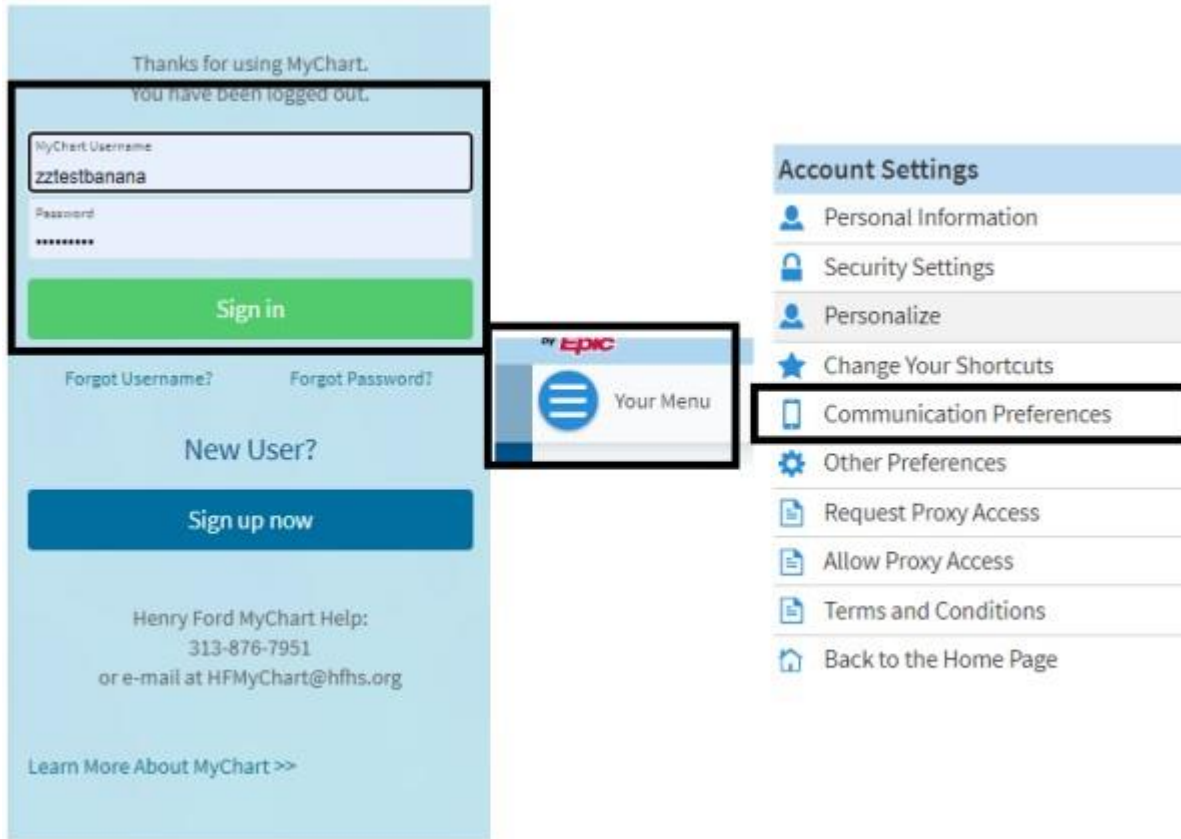 Thanks for using MyChart.
You have been logged out.
MyChart Username
zztestbanana
Password
•••••••••
Sign in
Forgot Username?
Forgot Password?
New User?
Sign up now
Henry Ford MyChart Help:
313-876-7951
or e-mail at HFMyChart@hfhs.org
Learn More About MyChart >>
by Epic
Your Menu
Account Settings
Personal Information
Security Settings
Personalize
Change Your Shortcuts
Communication Preferences
Other Preferences
Request Proxy Access
Allow Proxy Access
Terms and Conditions
Back to the Home Page